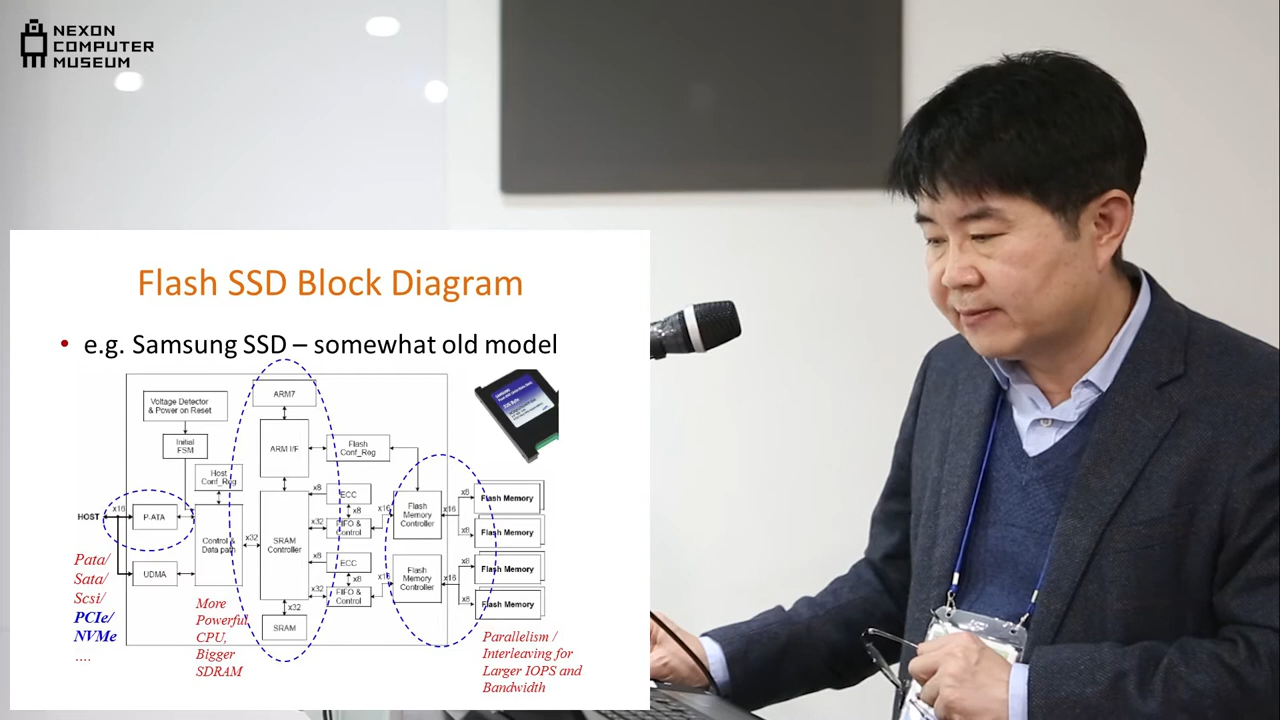 NEXON
COMPUTER
MUSEUM
Flash SSD Block Diagram
• e.g. Samsung SSD – somewhat old model
Voltage Detector
& Power on Reset
Initial
FSM
Host
Conf_Reg
HOST
x16
P-ATA
UDMA
Control &
Data path
x32
ARM7
ARM I/F
SRAM
Controller
x32
SRAM
Flash
Conf_Reg
x8
ECC
x8
x32
FIFO &
Control
x16
x8
ECC
x8
x32
FIFO &
Control
x16
Flash
Memory
Controller
x16
Flash
Memory
Controller
x16
x8
Flash Memory
x8
Flash Memory
x8
Flash Memory
x8
Flash Memory
Pata/
Sata/
Scsi/
PCIe/
NVMe
....
More
Powerful
CPU,
Bigger
SDRAM
Parallelism /
Interleaving for
Larger IOPS and
Bandwidth